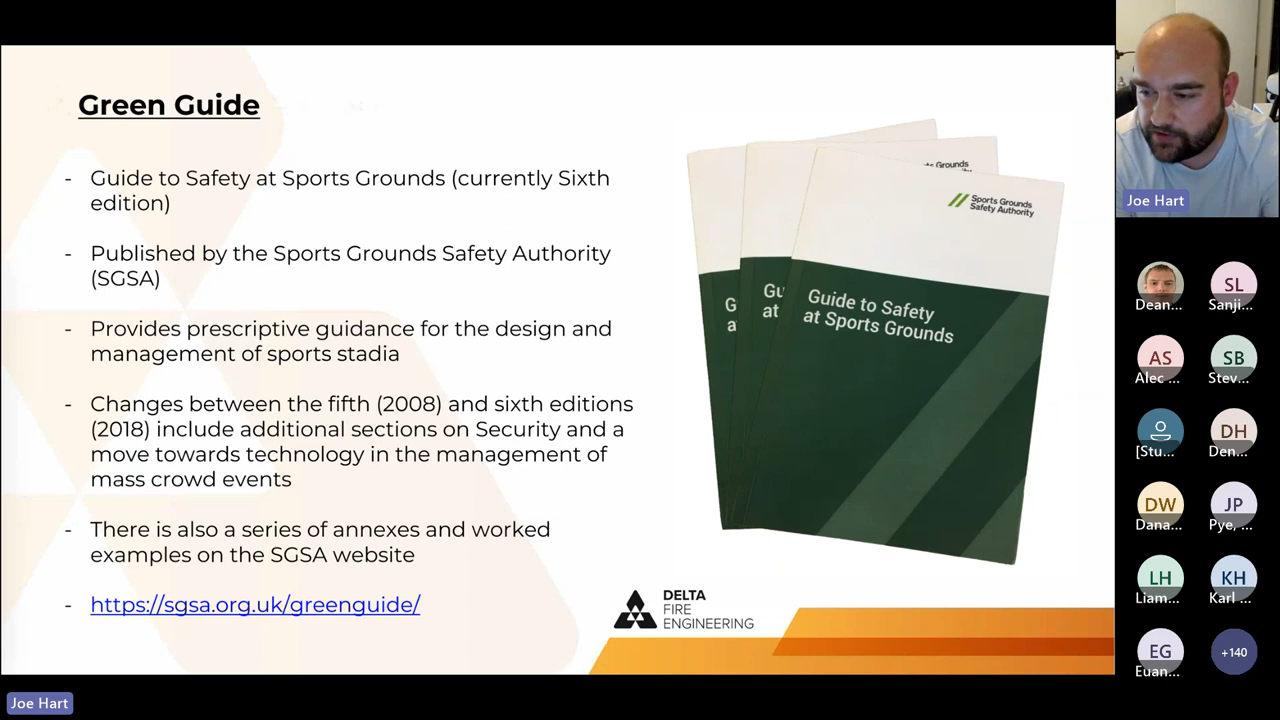 Green Guide
- Guide to Safety at Sports Grounds (currently Sixth
edition)
- Published by the Sports Grounds Safety Authority
(SGSA)
- Provides prescriptive guidance for the design and
management of sports stadia
- Changes between the fifth (2008) and sixth editions
(2018) include additional sections on Security and a
move towards technology in the management of
mass crowd events
- There is also a series of annexes and worked
examples on the SGSA website
- https://sgsa.org.uk/greenguide/
Sports Grounds
Safety Authority
Guide to Safety
at Sports Grounds
Gu
at
G
a
DELTA
FIRE
ENGINEERING
Joe Hart
Dean...
SL
Sanji...
AS
Alec ...
SB
Stev...
[Stu...
DH
Den...
DW
Dana...
JP
Pye, ...
LH
Liam...
KH
Karl ...
EG
Euan...
+140
Joe Hart